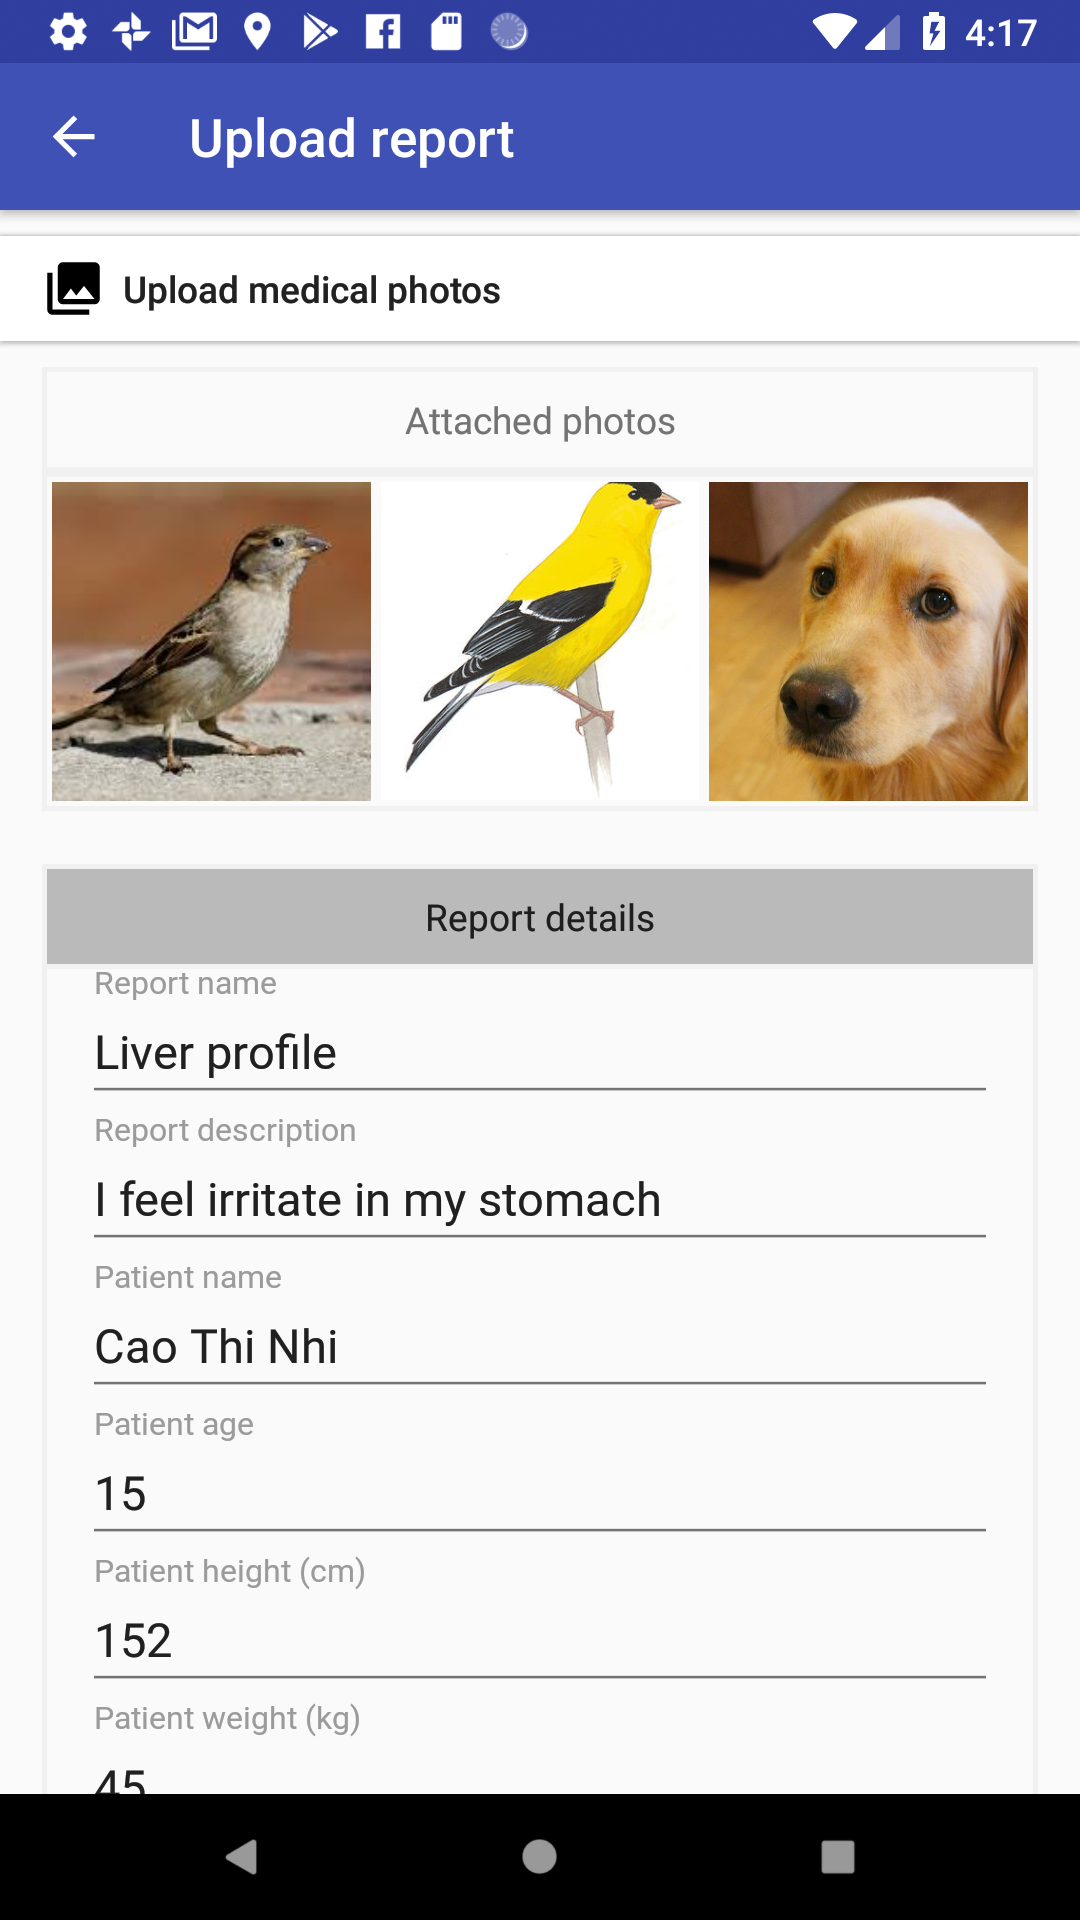 4:17
Upload report
Upload medical photos
Attached photos
Report details
Report name
Liver profile
Report description
I feel irritate in my stomach
Patient name
Cao Thi Nhi
Patient age
15
Patient height (cm)
152
Patient weight (kg)
45